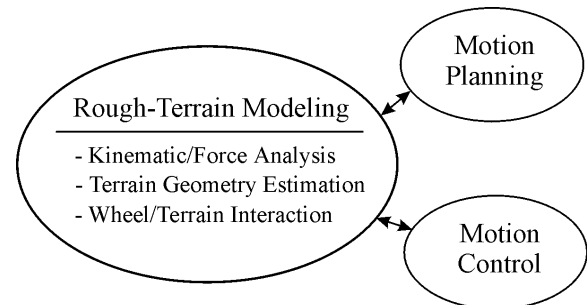 Rough-Terrain Modeling
- Kinematic/Force Analysis
- Terrain Geometry Estimation
- Wheel/Terrain Interaction
Motion
Planning
Motion
Control